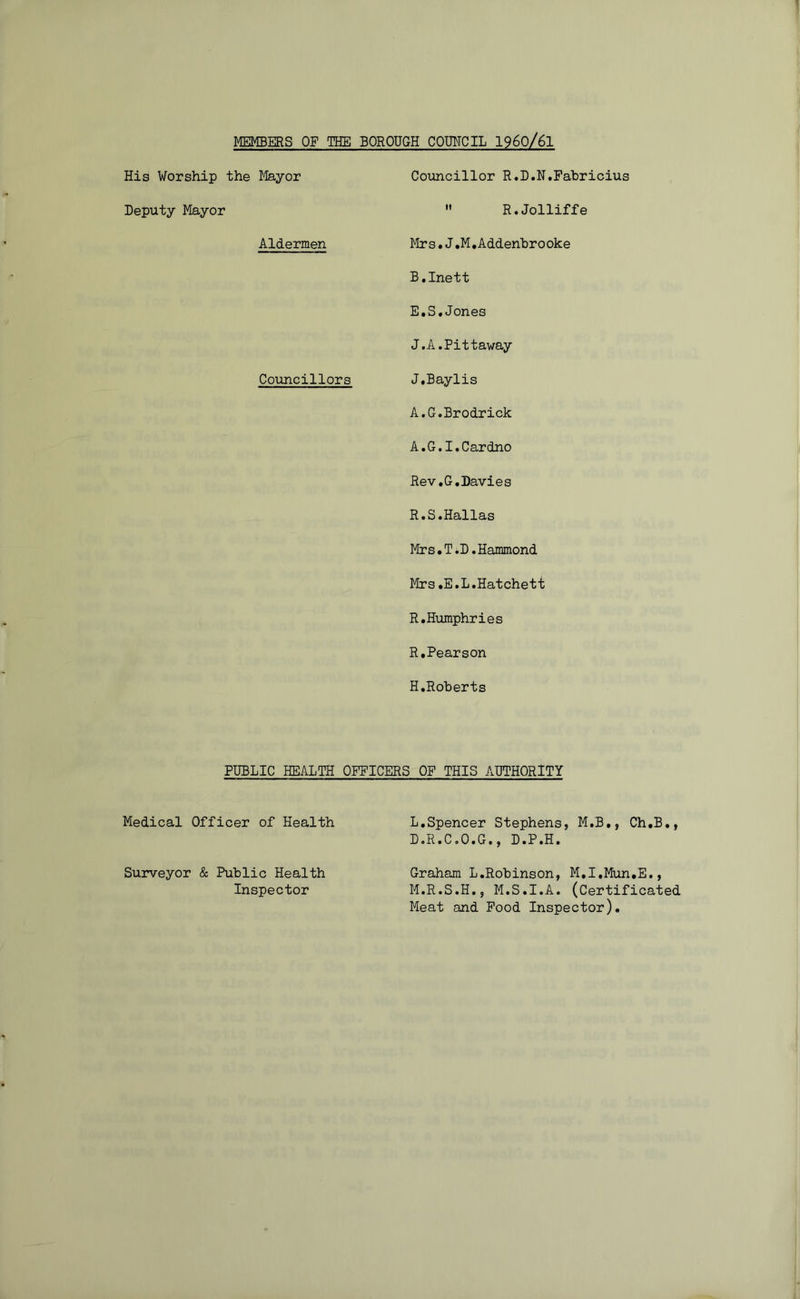 MEMBERS OF THE BOROUGH COUNCIL 1960/61
His Worship the Mayor Councillor R.D.N.Fabricius
Deputy Mayor " R.Jolliffe
Aldermen Mrs.J.M.Addenbrooke
B.Inett
E.S.Jones
J.A.Pittaway
Councillors J.Baylis
A.G.Brodrick
A.G.I.Cardno
Rev.G.Davies
R.S.Hallas
Mrs.T.D.Hammond
Mrs.E.L.Hatchett
R.Humphries
R.Pearson
H.Roberts
PUBLIC HEALTH OFFICERS OF THIS AUTHORITY
Medical Officer of Health L.Spencer Stephens, M.B., Ch.B.,
D.R.C.O.G., D.P.H.
Surveyor & Public Health Graham L.Robinson, M.I.Mun.E.,
Inspector M.R.S.H., M.S.I.A. (Certificated
Meat and Food Inspector).